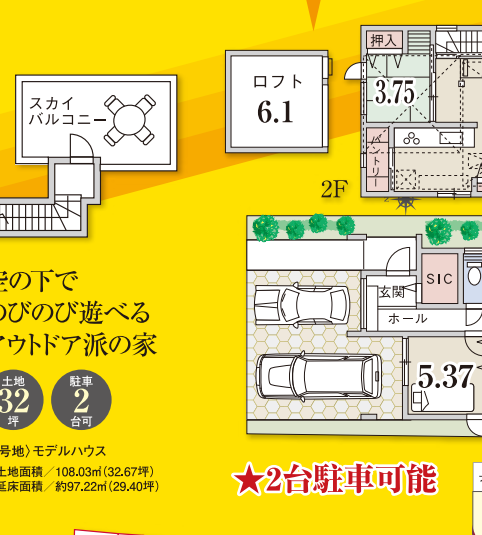 スカイ
バルコニー
ロフト
6.1
押入
3.75
パントリー
2F
玄関
SIC
ホール
5.37
空の下で
のびのび遊べる
アウトドア派の家
土地
32
坪
駐車
2
台可
号地〉モデルハウス
土地面積／108.03㎡(32.67坪)
延床面積／約97.22㎡(29.40坪)
★2台駐車可能